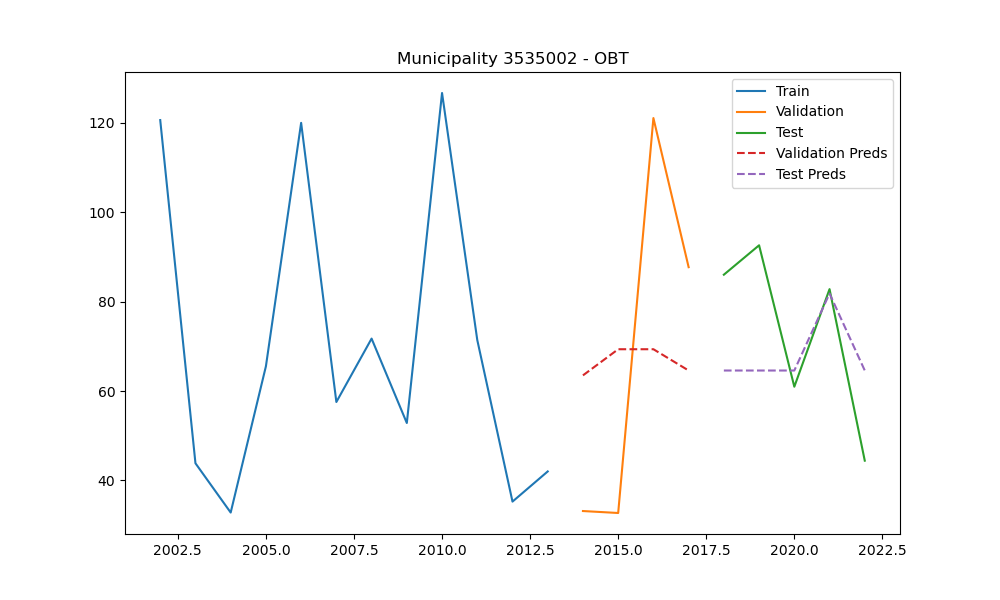 Municipality 3535002 - OBT
Train
Validation
Test
Validation Preds
Test Preds
120
100
80
60
40
2002.5 2005.0 2007.5 2010.0 2012.5 2015.0 2017.5 2020.0 2022.5